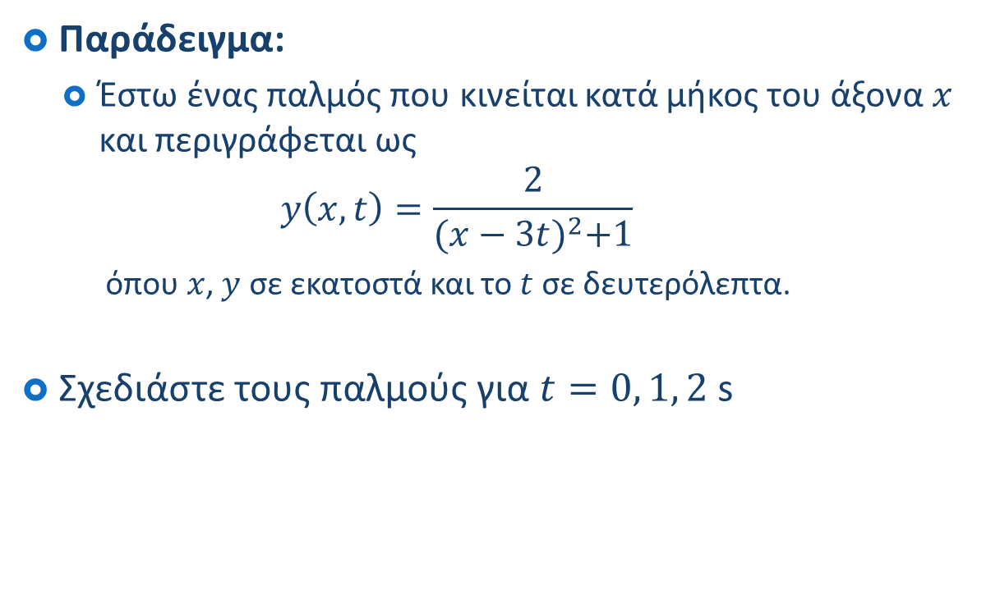 Παράδειγμα:
Έστω ένας παλμός που κινείται κατά μήκος του άξονα 𝑥
και περιγράφεται ως
𝑦(𝑥, 𝑡) = 2 / ((𝑥 − 3𝑡)²+1)
όπου 𝑥, 𝑦 σε εκατοστά και το 𝑡 σε δευτερόλεπτα.
Σχεδιάστε τους παλμούς για 𝑡 = 0, 1, 2 s